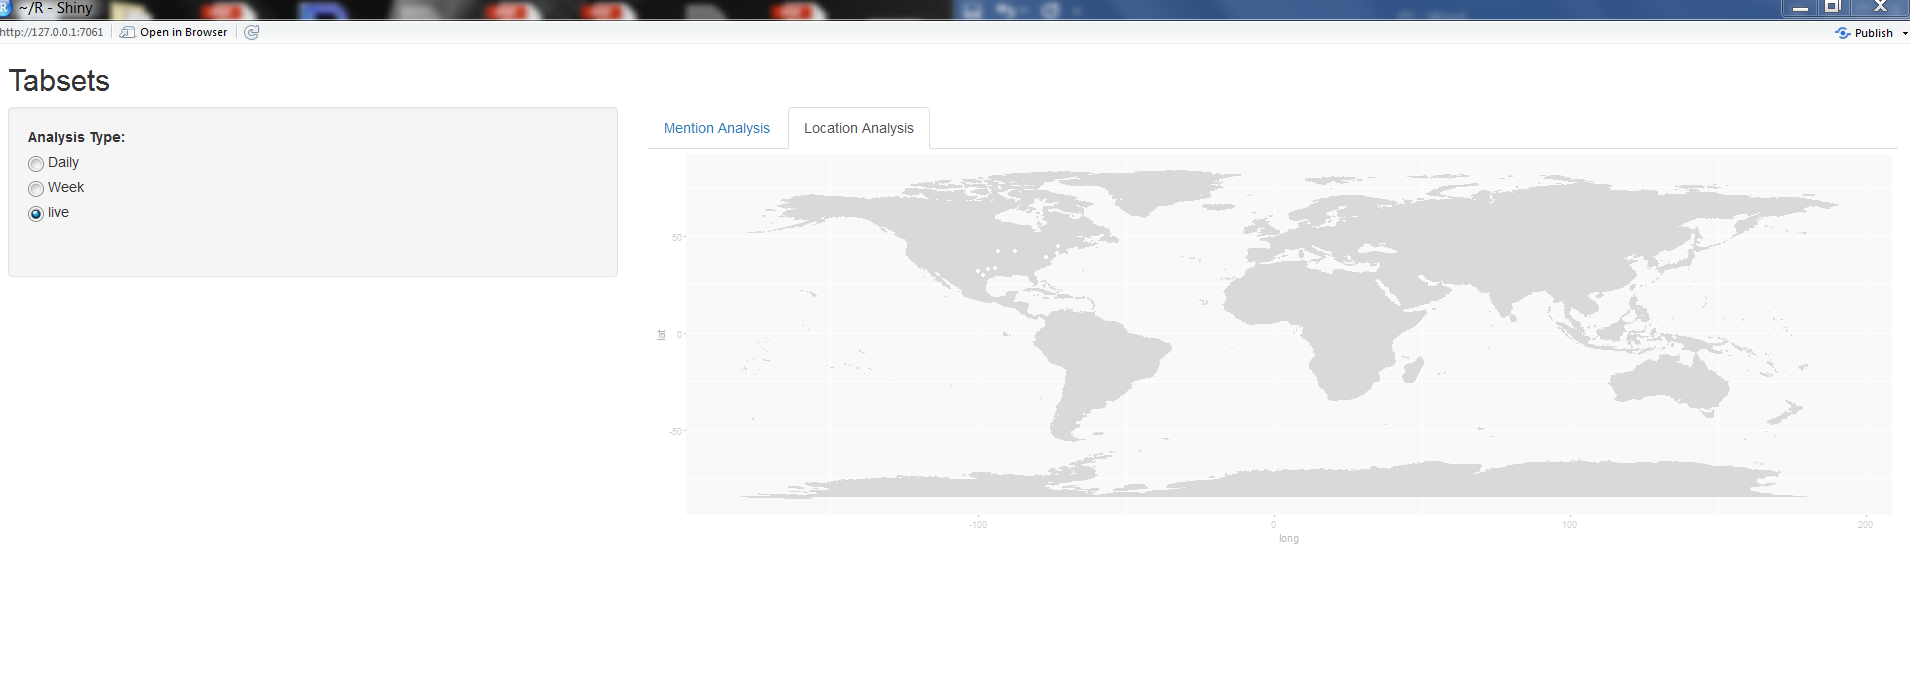 ~/R - Shiny
http://127.0.0.1:7061
Open in Browser
Publish
Tabsets
Analysis Type:
Daily
Week
live
Mention Analysis
Location Analysis
50
0
-50
lat
-100
0
100
200
long